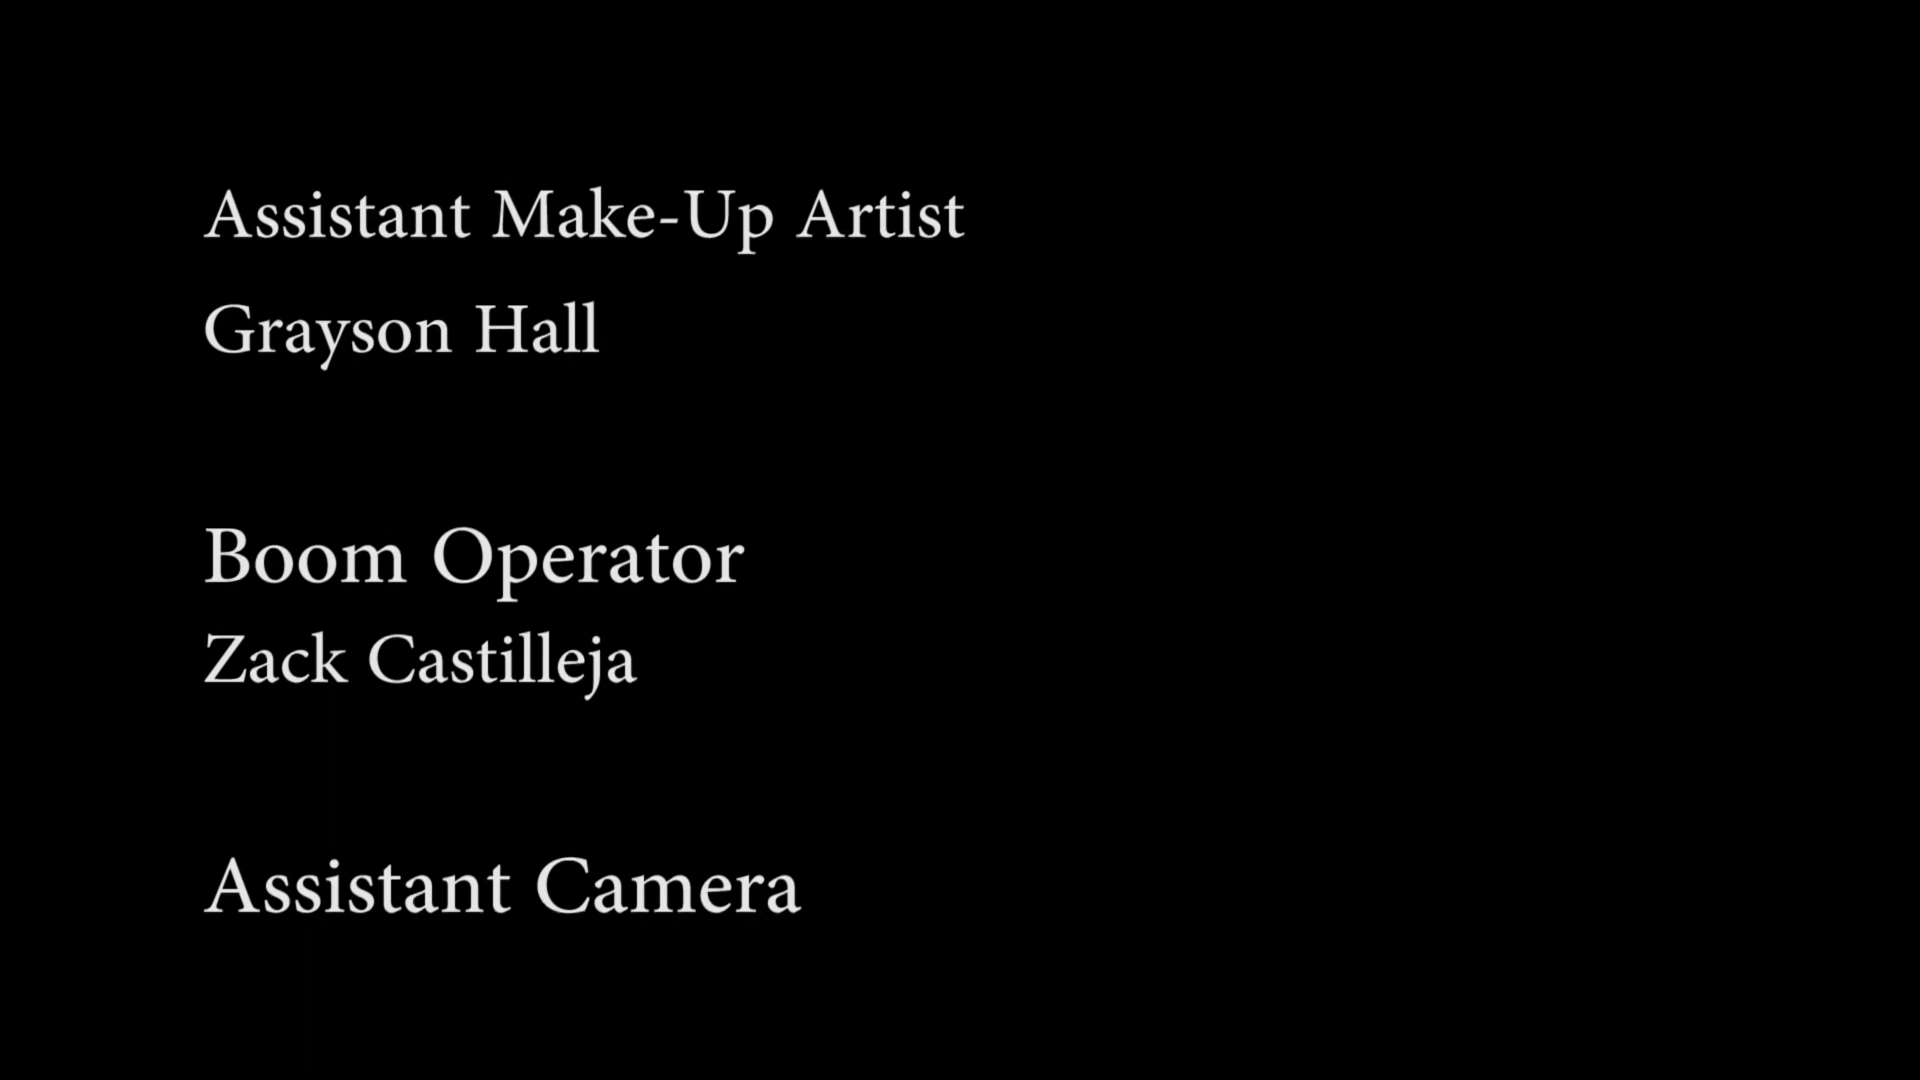 Assistant Make-Up Artist
Grayson Hall
Boom Operator
Zack Castilleja
Assistant Camera